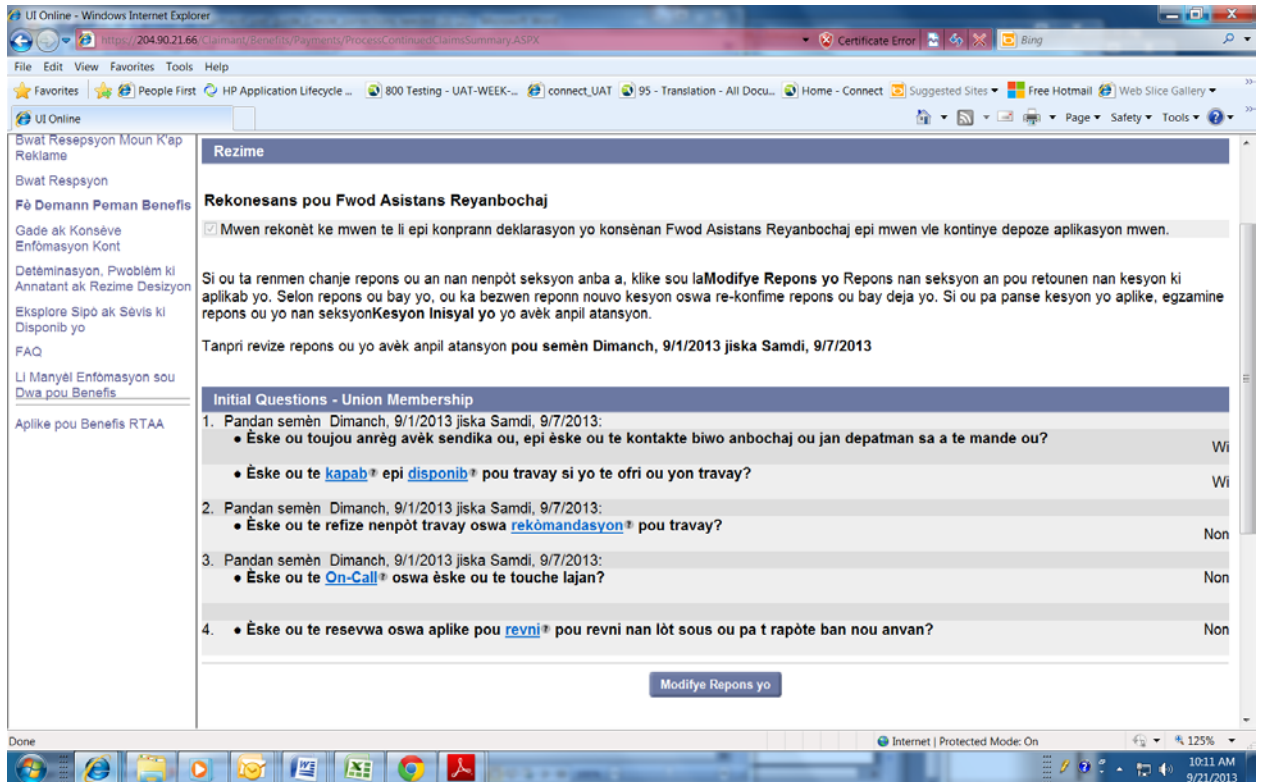 UI Online - Windows Internet Explorer
https://204.90.21.66/Claimant/Benefits/Payments/ProcessContinuedClaimsSummary.ASPX
Certificate Error
Bing
File Edit View Favorites Tools Help
Favorites People First HP Application Lifecycle ... 800 Testing - UAT-WEEK-... connect_UAT 95 - Translation - All Docu... Home - Connect Suggested Sites Free Hotmail Web Slice Gallery
UI Online
Page Safety Tools
Bwat Resepsyon Moun K'ap
Reklame
Bwat Respsyon
Fè Demann Peman Benefis
Gade ak Konsève
Enfòmasyon Kont
Detèminasyon, Pwoblèm ki
Annatant ak Rezime Desizyon
Eksplore Sipò ak Sèvis ki
Disponib yo
FAQ
Li Manyèl Enfòmasyon sou
Dwa pou Benefis
Aplike pou Benefis RTAA
Rezime
Rekonesans pou Fwod Asistans Reyanbochaj
Mwen rekonèt ke mwen te li epi konprann deklarasyon yo konsènan Fwod Asistans Reyanbochaj epi mwen vle kontinye depoze aplikasyon mwen.
Si ou ta renmen chanje repons ou an nan nenpòt seksyon anba a, klike sou laModifye Repons yo Repons nan seksyon an pou retounen nan kesyon ki
aplikab yo. Selon repons ou bay yo, ou ka bezwen reponn nouvo kesyon oswa re-konfime repons ou bay deja yo. Si ou pa panse kesyon yo aplike, egzamine
repons ou yo nan seksyonKesyon Inisyal yo yo avèk anpil atansyon.
Tanpri revize repons ou yo avèk anpil atansyon pou semèn Dimanch, 9/1/2013 jiska Samdi, 9/7/2013
Initial Questions - Union Membership
1. Pandan semèn Dimanch, 9/1/2013 jiska Samdi, 9/7/2013:
● Èske ou toujou anrèg avèk sendika ou, epi èske ou te kontakte biwo anbochaj ou jan depatman sa a te mande ou? Wi
● Èske ou te kapab epi disponib pou travay si yo te ofri ou yon travay? Wi
2. Pandan semèn Dimanch, 9/1/2013 jiska Samdi, 9/7/2013:
● Èske ou te refize nenpòt travay oswa rekòmandasyon pou travay? Non
3. Pandan semèn Dimanch, 9/1/2013 jiska Samdi, 9/7/2013:
● Èske ou te On-Call oswa èske ou te touche lajan? Non
4. ● Èske ou te resevwa oswa aplike pou revni pou revni nan lòt sous ou pa t rapòte ban nou anvan? Non
Modifye Repons yo
Done
Internet | Protected Mode: On
125%
10:11 AM
9/21/2013